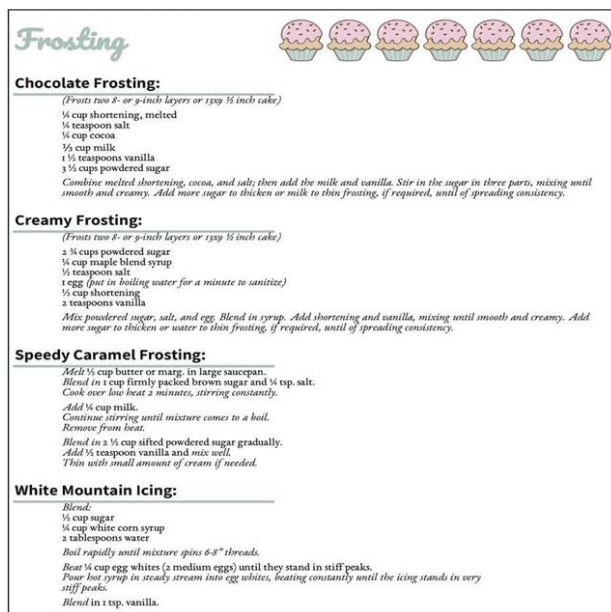 Frosting
Chocolate Frosting:
(Frosts two 8- or 9-inch layers or 13x9 ½ inch cake)
¼ cup shortening, melted
¼ teaspoon salt
¼ cup cocoa
⅓ cup milk
1 ½ teaspoons vanilla
3 ½ cups powdered sugar
Combine melted shortening, cocoa, and salt; then add the milk and vanilla. Stir in the sugar in three parts, mixing until
smooth and creamy. Add more sugar to thicken or milk to thin frosting, if required, until of spreading consistency.
Creamy Frosting:
(Frosts two 8- or 9-inch layers or 13x9 ½ inch cake)
2 ¾ cups powdered sugar
¼ cup maple blend syrup
½ teaspoon salt
1 egg (put in boiling water for a minute to sanitize)
½ cup shortening
2 teaspoons vanilla
Mix powdered sugar, salt, and egg. Blend in syrup. Add shortening and vanilla, mixing until smooth and creamy. Add
more sugar to thicken or water to thin frosting, if required, until of spreading consistency.
Speedy Caramel Frosting:
Melt ½ cup butter or marg. in large saucepan.
Blend in 1 cup firmly packed brown sugar and ¼ tsp. salt.
Cook over low heat 2 minutes, stirring constantly.
Add ¼ cup milk.
Continue stirring until mixture comes to a boil.
Remove from heat.
Blend in 2 ½ cup sifted powdered sugar gradually.
Add ½ teaspoon vanilla and mix well.
Thin with small amount of cream if needed.
White Mountain Icing:
Blend:
½ cup sugar
¼ cup white corn syrup
2 tablespoons water
Boil rapidly until mixture spins 6-8" threads.
Beat ¼ cup egg whites (2 medium eggs) until they stand in stiff peaks.
Pour hot syrup in steady stream into egg whites, beating constantly until the icing stands in very
stiff peaks.
Blend in 1 tsp. vanilla.